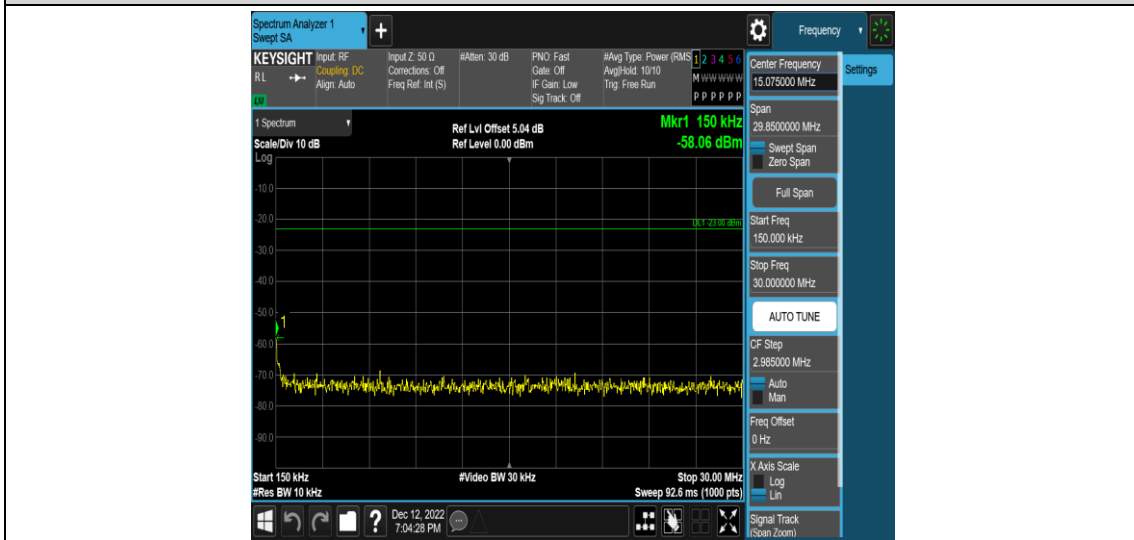 Spectrum Analyzer 1
Swept SA
+
Frequency
KEYSIGHT
RL
Input: RF
Coupling: DC
Align: Auto
Input Z: 50 Ω
Corrections: Off
Freq Ref: Int (S)
#Atten: 30 dB
PNO: Fast
Gate: Off
IF Gain: Low
Sig Track: Off
#Avg Type: Power (RMS
Avg|Hold: 10/10
Trig: Free Run
1 2 3 4 5 6
M W W W W W
P P P P P P
1 Spectrum
Scale/Div 10 dB
Ref Lvl Offset 5.04 dB
Ref Level 0.00 dBm
Mkr1 150 kHz
-58.06 dBm
Log
-10.0
-20.0
DL1 -23.00 dBm
-30.0
-40.0
-50.0
1
-60.0
-70.0
-80.0
-90.0
Start 150 kHz
#Video BW 30 kHz
Stop 30.00 MHz
#Res BW 10 kHz
Sweep 92.6 ms (1000 pts)
?
Dec 12, 2022
7:04:28 PM
Center Frequency
15.075000 MHz
Settings
Span
29.8500000 MHz
Swept Span
Zero Span
Full Span
Start Freq
150.000 kHz
Stop Freq
30.000000 MHz
AUTO TUNE
CF Step
2.985000 MHz
Auto
Man
Freq Offset
0 Hz
X Axis Scale
Log
Lin
Signal Track
(Span Zoom)